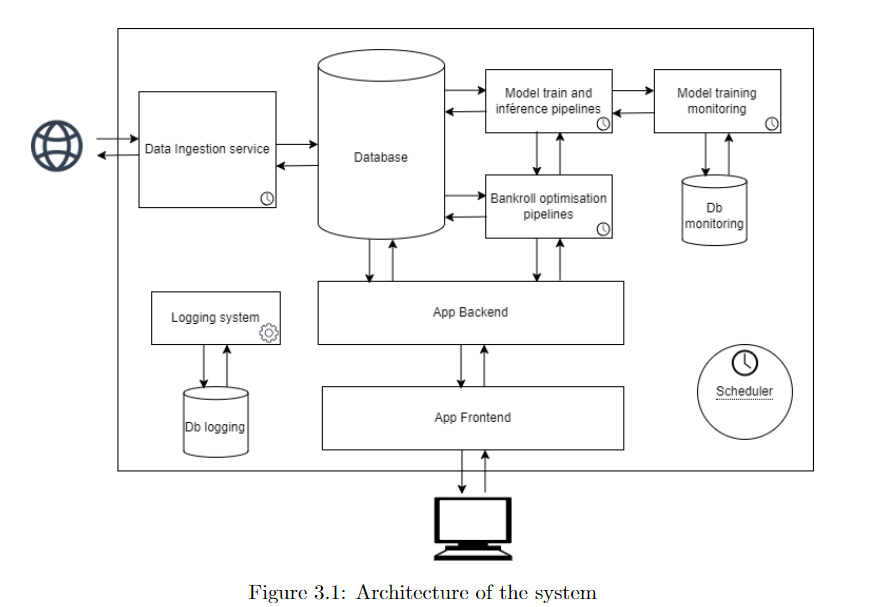 Data Ingestion service
Database
Model train and
inférence pipelines
Model training
monitoring
Bankroll optimisation
pipelines
Db
monitoring
Logging system
App Backend
Scheduler
Db logging
App Frontend
Figure 3.1: Architecture of the system